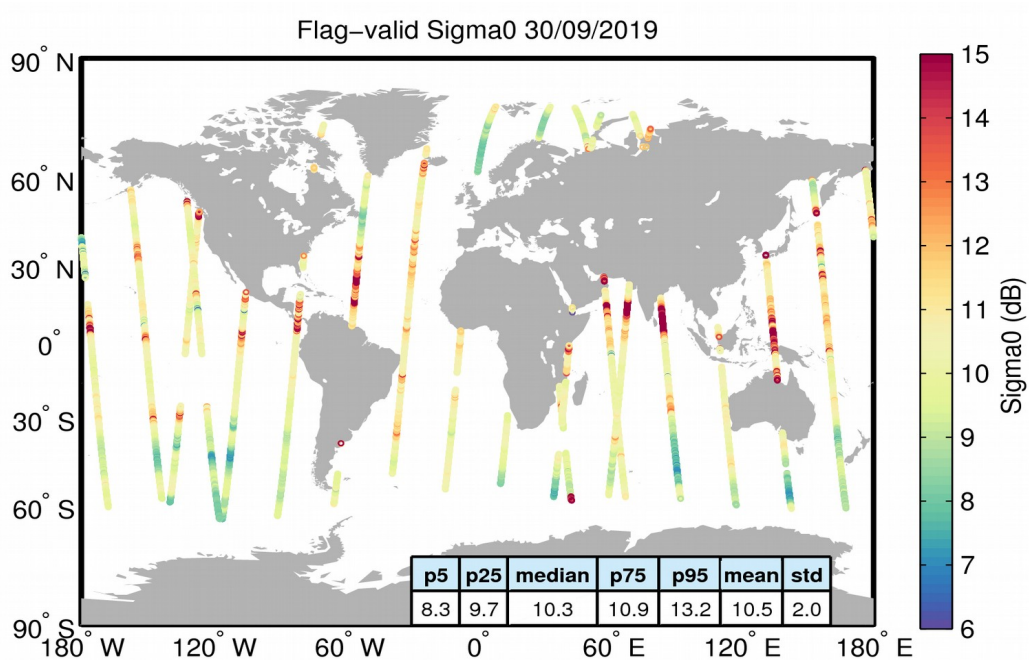 Flag−valid Sigma0 30/09/2019
90° N
60° N
30° N
0°
30° S
60° S
90° S
180° W
120° W
60° W
0°
60° E
120° E
180° E
15
14
13
12
11
10
9
8
7
6
Sigma0 (dB)
p5 p25 median p75 p95 mean std
8.3 9.7 10.3 10.9 13.2 10.5 2.0